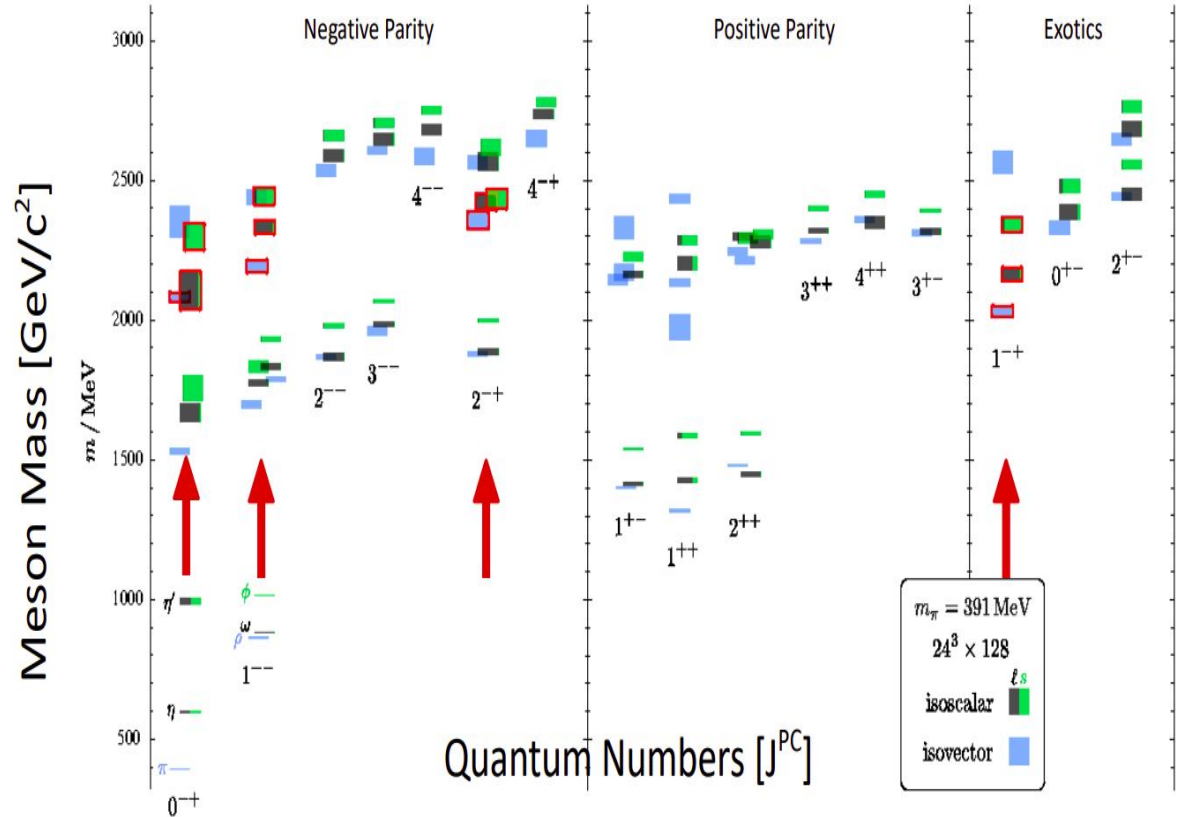 Negative Parity
Positive Parity
Exotics
Meson Mass [GeV/c²]
m / MeV
3000
2500
2000
1500
1000
500
4⁻⁻
4⁻⁺
2⁻⁻
3⁻⁻
2⁻⁺
3⁺⁺
4⁺⁺
3⁺⁻
0⁺⁻
2⁺⁻
1⁻⁺
1⁺⁻
1⁺⁺
2⁺⁺
η′
ϕ
ω
ρ
1⁻⁻
η
π
0⁻⁺
mπ = 391 MeV
24³ × 128
ℓ s
isoscalar
isovector
Quantum Numbers [Jᴾᶜ]